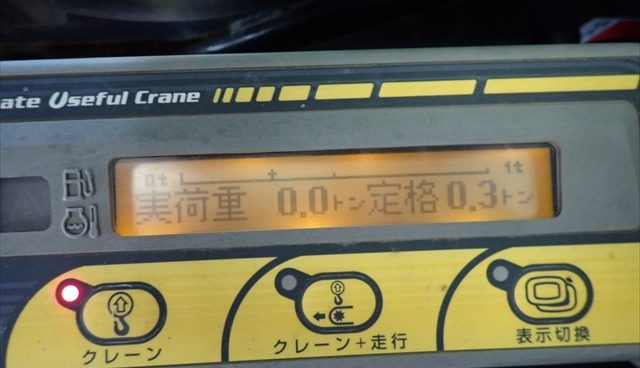 ate Useful Crane
0t 1t
実荷重 0.0トン 定格 0.3トン
クレーン
クレーン+走行
表示切換